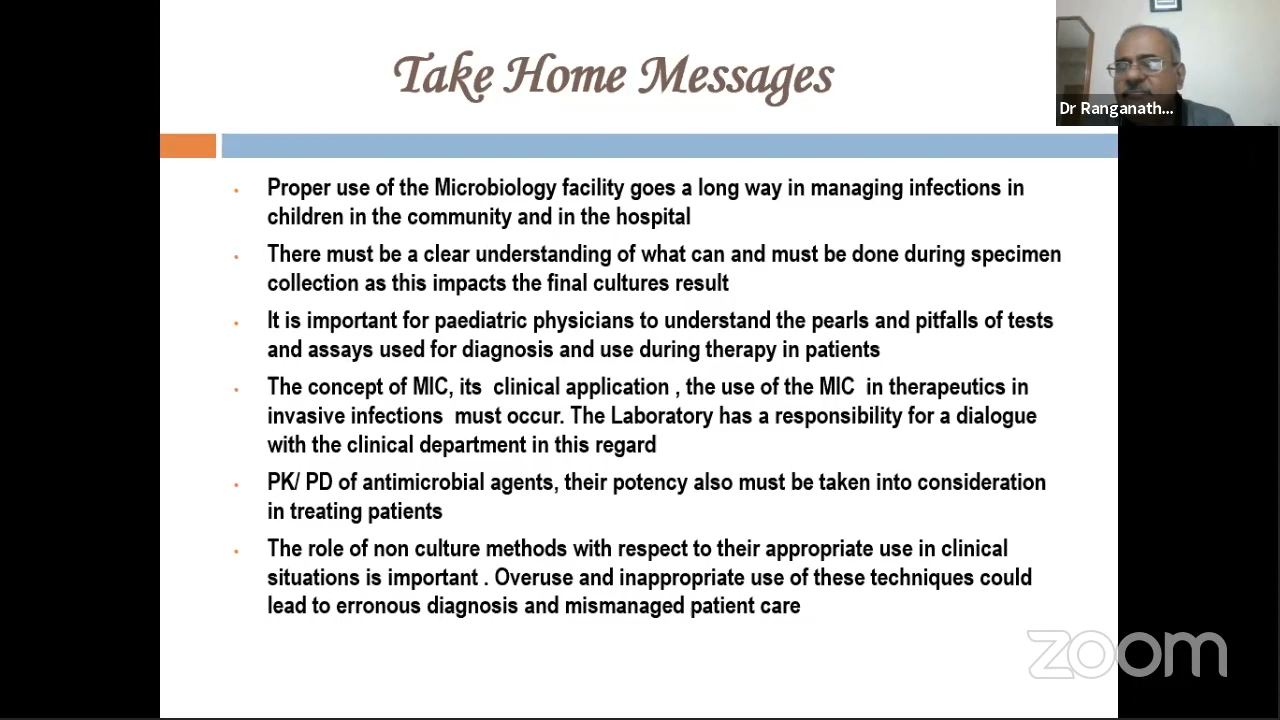 Take Home Messages
Dr Ranganath...
• Proper use of the Microbiology facility goes a long way in managing infections in
children in the community and in the hospital
• There must be a clear understanding of what can and must be done during specimen
collection as this impacts the final cultures result
• It is important for paediatric physicians to understand the pearls and pitfalls of tests
and assays used for diagnosis and use during therapy in patients
• The concept of MIC, its clinical application , the use of the MIC in therapeutics in
invasive infections must occur. The Laboratory has a responsibility for a dialogue
with the clinical department in this regard
• PK/ PD of antimicrobial agents, their potency also must be taken into consideration
in treating patients
• The role of non culture methods with respect to their appropriate use in clinical
situations is important . Overuse and inappropriate use of these techniques could
lead to erronous diagnosis and mismanaged patient care
zoom